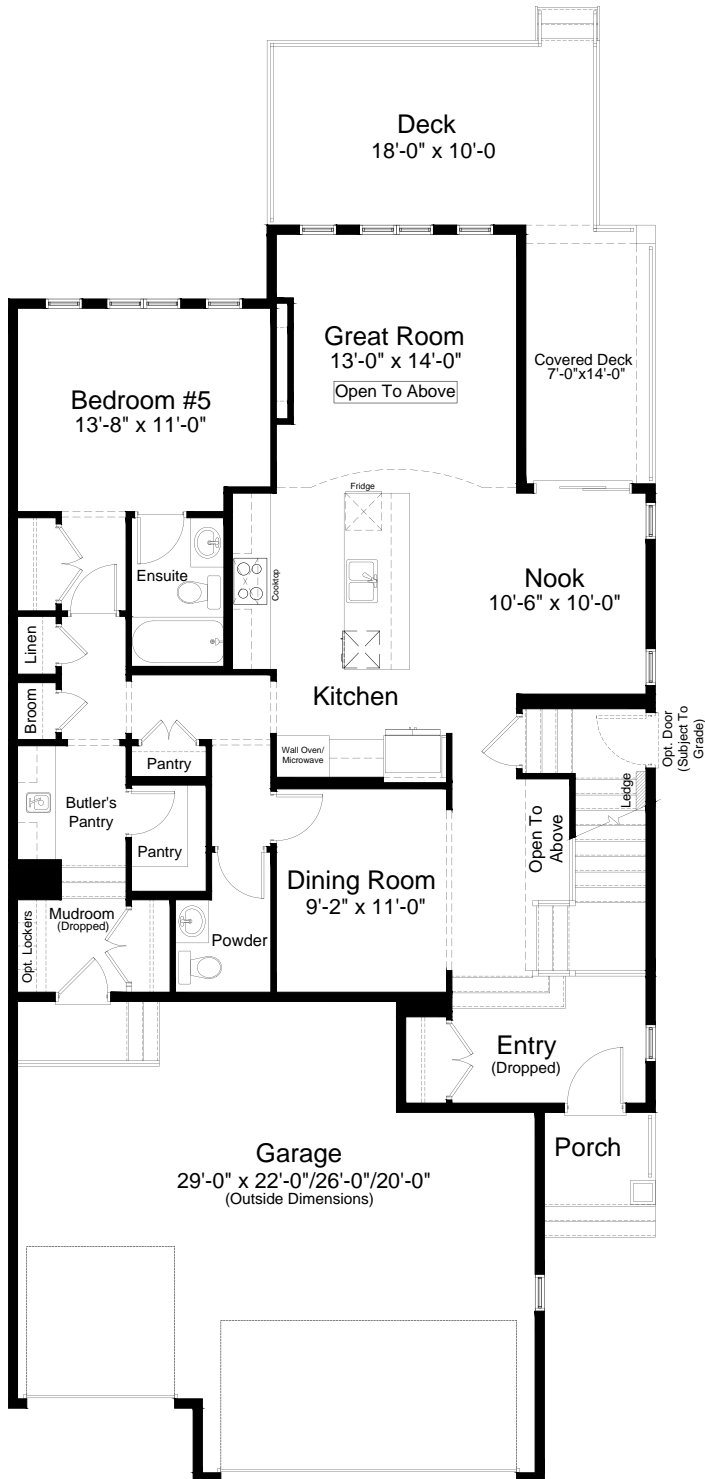 Deck
18'-0" x 10'-0
Great Room
13'-0" x 14'-0"
Open To Above
Covered Deck
7'-0"x14'-0"
Bedroom #5
13'-8" x 11'-0"
Fridge
Ensuite
Cooktop
Nook
10'-6" x 10'-0"
Linen
Broom
Kitchen
Wall Oven/
Microwave
Pantry
Opt. Door
(Subject To
Grade)
Ledge
Butler's
Pantry
Pantry
Open To
Above
Dining Room
9'-2" x 11'-0"
Opt. Lockers
Mudroom
(Dropped)
Powder
Entry
(Dropped)
Porch
Garage
29'-0" x 22'-0"/26'-0"/20'-0"
(Outside Dimensions)